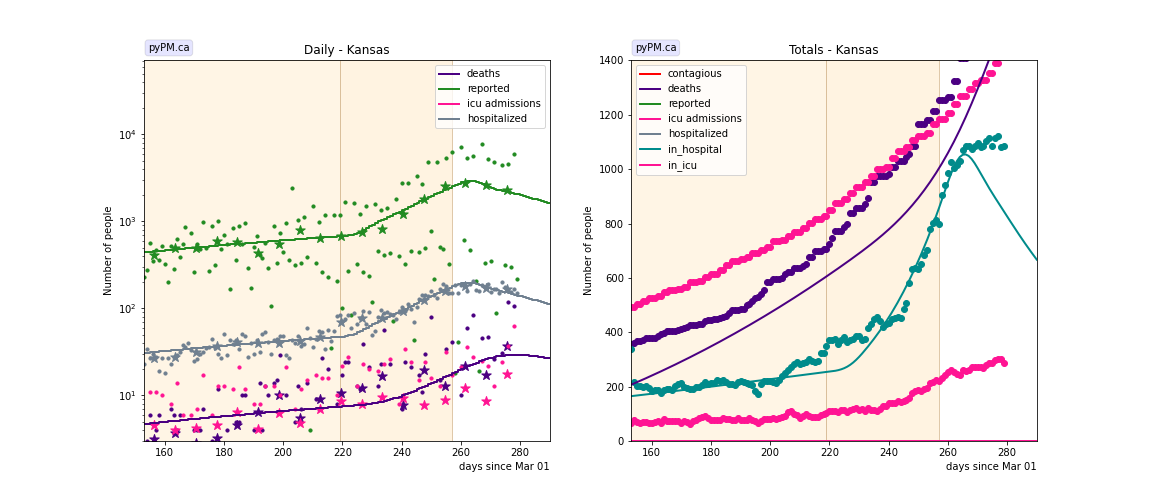 pyPM.ca
Daily - Kansas
deaths
reported
icu admissions
hospitalized
Number of people
10⁴
10³
10²
10¹
160 180 200 220 240 260 280
days since Mar 01
pyPM.ca
Totals - Kansas
contagious
deaths
reported
icu admissions
hospitalized
in_hospital
in_icu
Number of people
1400
1200
1000
800
600
400
200
0
160 180 200 220 240 260 280
days since Mar 01